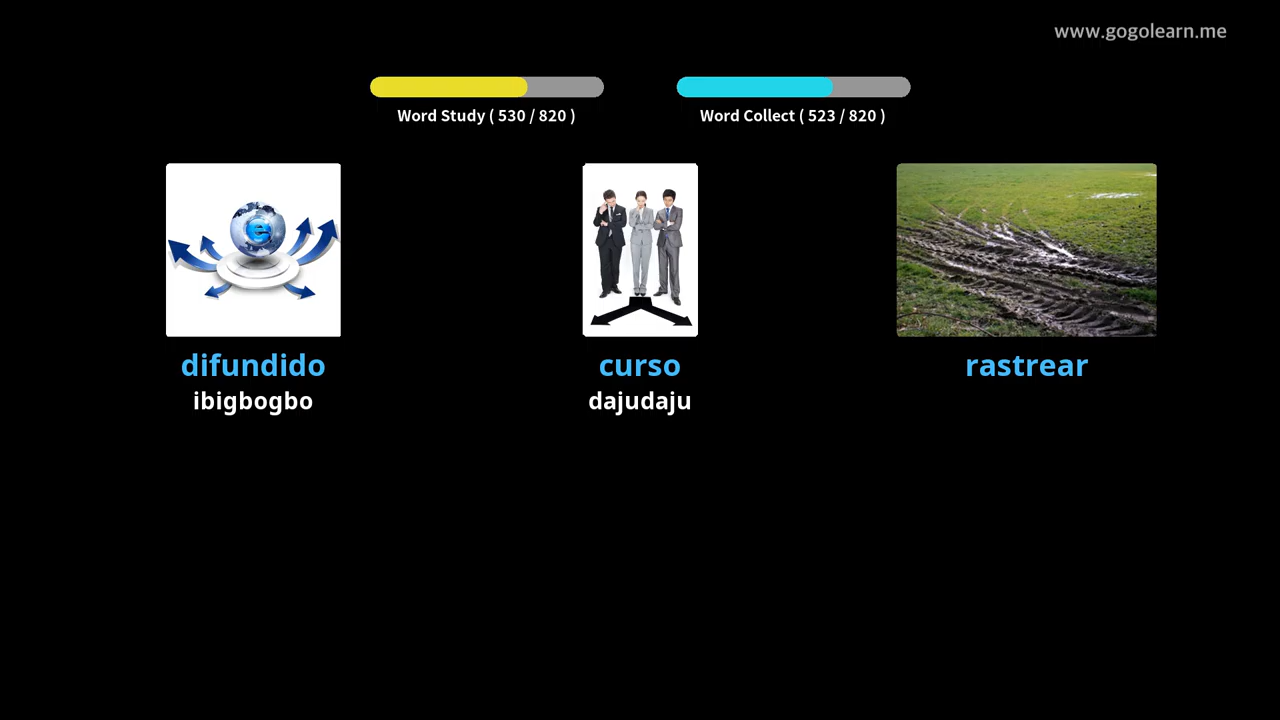 www.gogolearn.me
Word Study ( 530 / 820 )
Word Collect ( 523 / 820 )
difundido
ibigbogbo
curso
dajudaju
rastrear